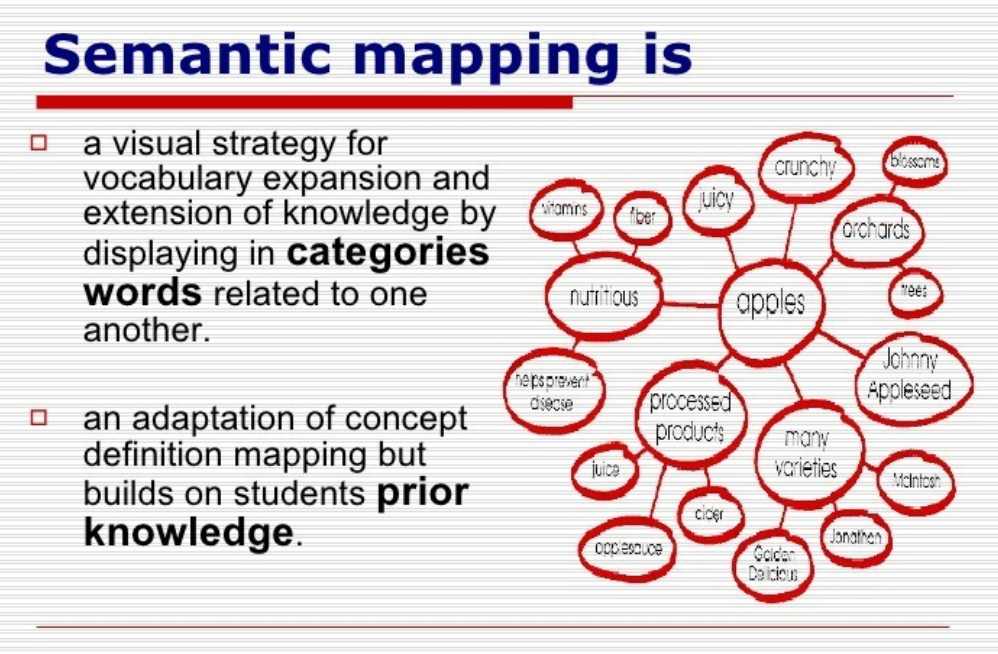 Semantic mapping is
a visual strategy for
vocabulary expansion and
extension of knowledge by
displaying in categories
words related to one
another.
an adaptation of concept
definition mapping but
builds on students prior
knowledge.
crunchy
blossoms
juicy
vitamins
fiber
orchards
nutritious
apples
trees
Johnny
Appleseed
helps prevent
disease
processed
products
many
varieties
juice
McIntosh
cider
Jonathan
applesauce
Golden
Delicious